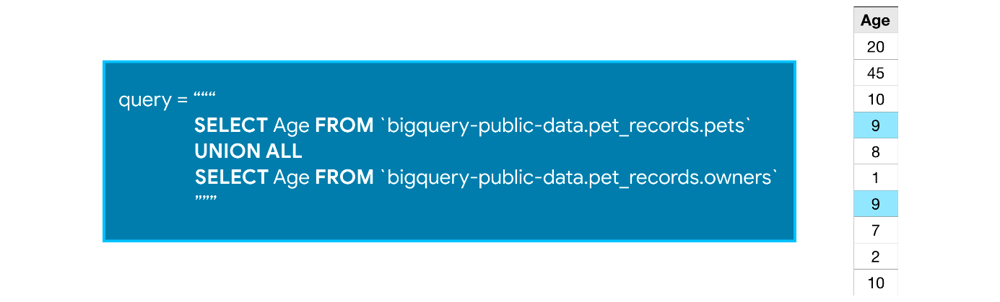 query = “““
SELECT Age FROM `bigquery-public-data.pet_records.pets`
UNION ALL
SELECT Age FROM `bigquery-public-data.pet_records.owners`
”””
Age
20
45
10
9
8
1
9
7
2
10